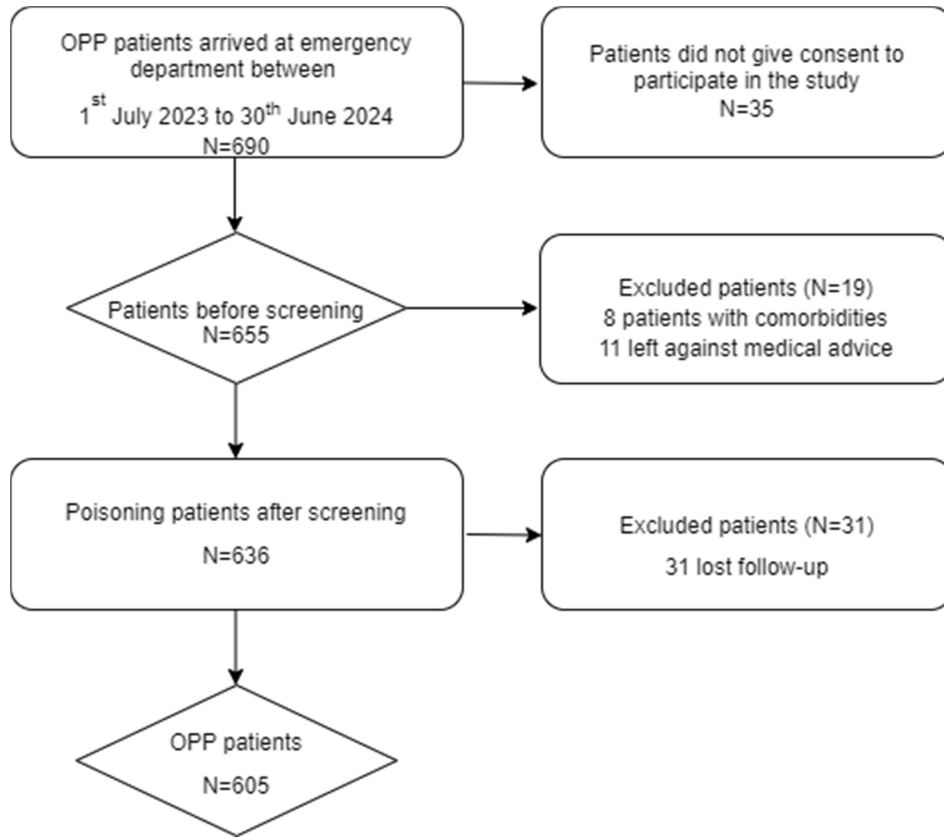 OPP patients arrived at emergency
department between
1st July 2023 to 30th June 2024
N=690
Patients did not give consent to
participate in the study
N=35
Patients before screening
N=655
Excluded patients (N=19)
8 patients with comorbidities
11 left against medical advice
Poisoning patients after screening
N=636
Excluded patients (N=31)
31 lost follow-up
OPP patients
N=605